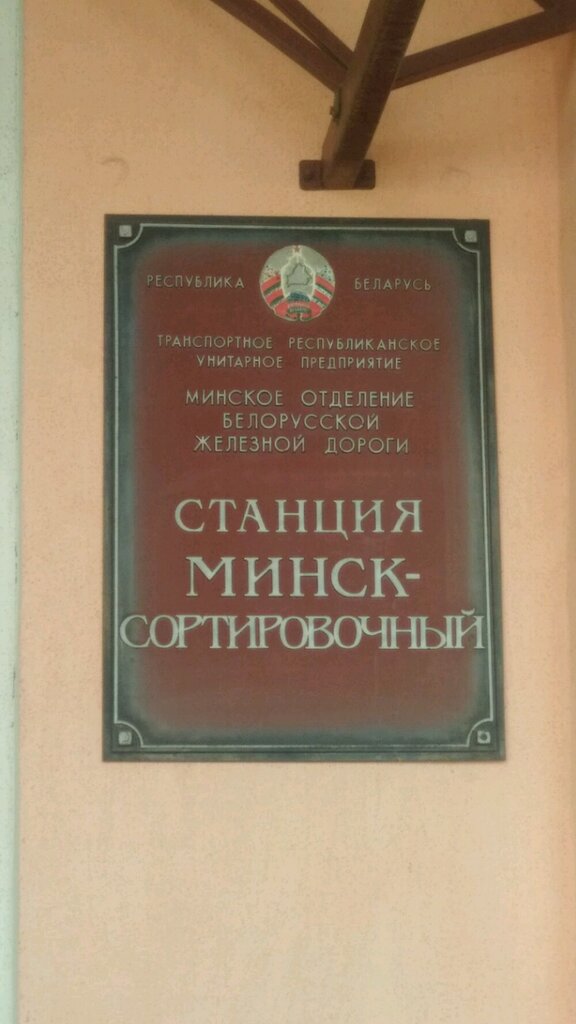 РЕСПУБЛИКА БЕЛАРУСЬ
ТРАНСПОРТНОЕ РЕСПУБЛИКАНСКОЕ
УНИТАРНОЕ ПРЕДПРИЯТИЕ
МИНСКОЕ ОТДЕЛЕНИЕ
БЕЛОРУССКОЙ
ЖЕЛЕЗНОЙ ДОРОГИ
СТАНЦИЯ
МИНСК-
СОРТИРОВОЧНЫЙ